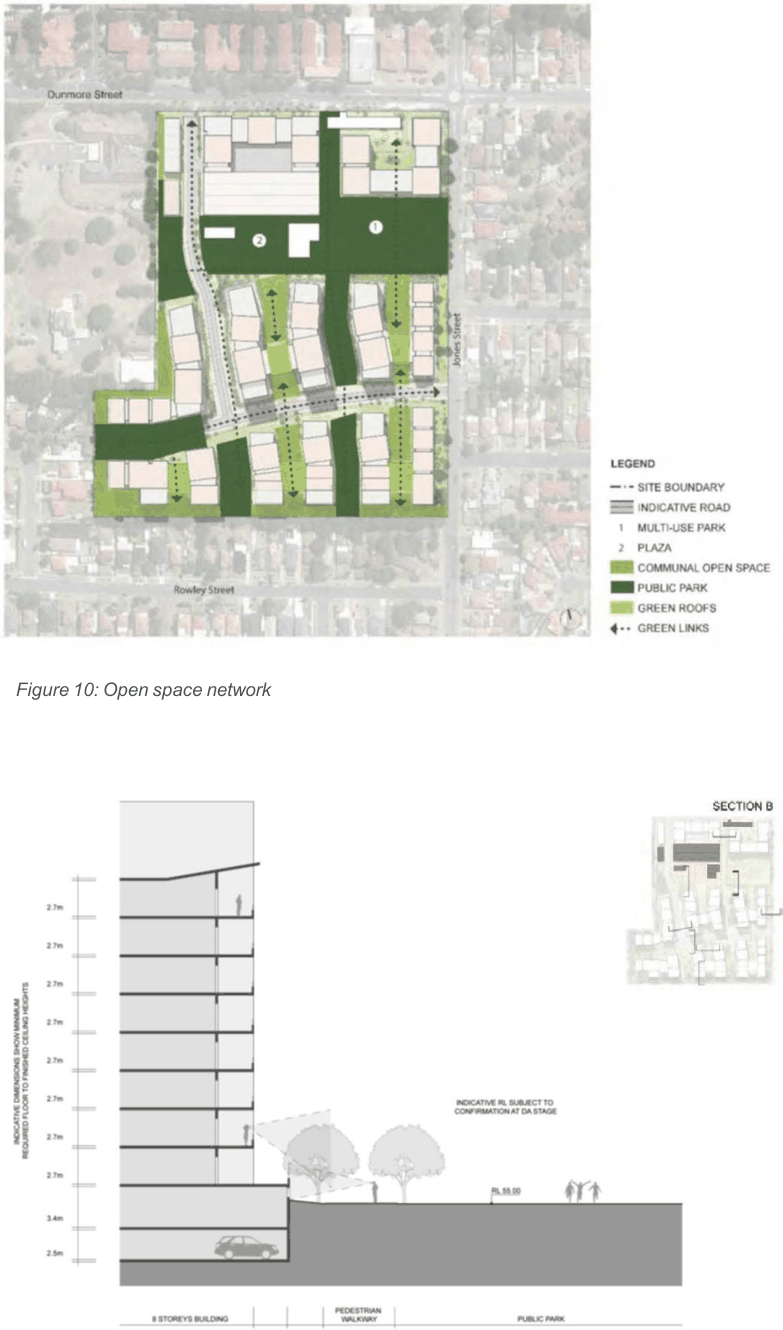 Dunmore Street
1
2
Jones Street
Rowley Street
LEGEND
SITE BOUNDARY
INDICATIVE ROAD
1 MULTI-USE PARK
2 PLAZA
COMMUNAL OPEN SPACE
PUBLIC PARK
GREEN ROOFS
GREEN LINKS
Figure 10: Open space network
SECTION B
2.7m
2.7m
2.7m
2.7m
2.7m
2.7m
2.7m
2.7m
3.4m
2.5m
INDICATIVE DIMENSIONS SHOW MINIMUM
REQUIRED FLOOR TO FINISHED CEILING HEIGHTS
INDICATIVE RL SUBJECT TO
CONFIRMATION AT DA STAGE
RL 55.00
8 STOREYS BUILDING
PEDESTRIAN
WALKWAY
PUBLIC PARK